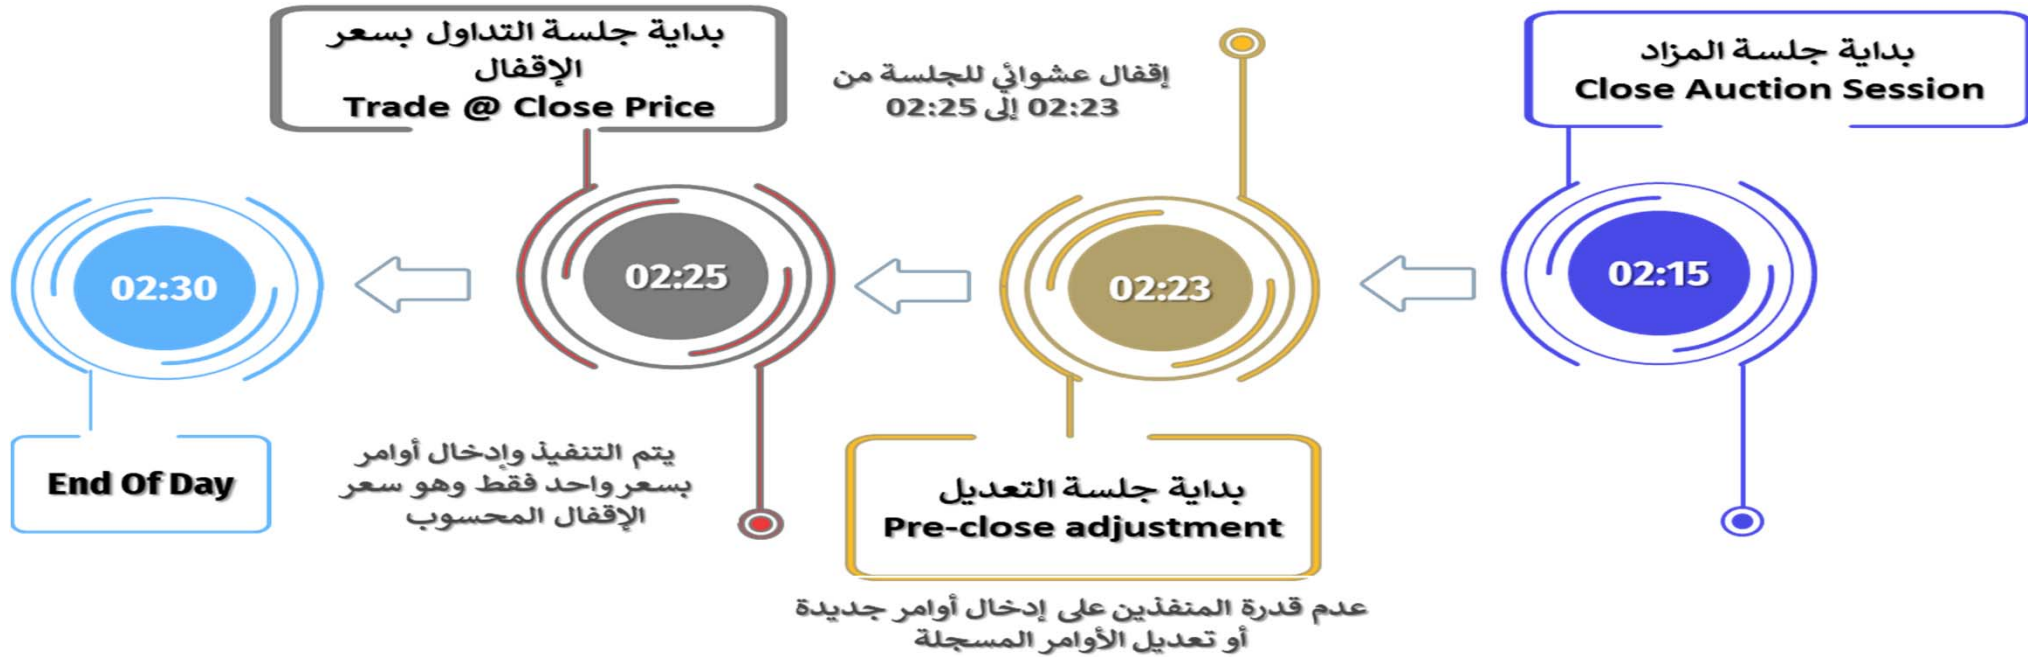 بداية جلسة المزاد
Close Auction Session
02:15
إقفال عشوائي للجلسة من
02:23 إلى 02:25
02:23
بداية جلسة التعديل
Pre-close adjustment
عدم قدرة المنفذين على إدخال أوامر جديدة
أو تعديل الأوامر المسجلة
بداية جلسة التداول بسعر
الإقفال
Trade @ Close Price
02:25
يتم التنفيذ وإدخال أوامر
بسعر واحد فقط وهو سعر
الإقفال المحسوب
02:30
End Of Day